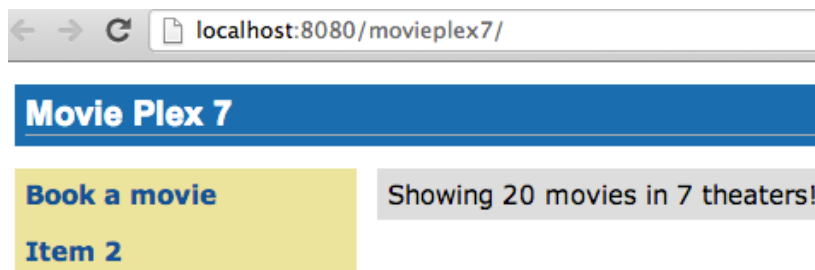 localhost:8080/movieplex7/
Movie Plex 7
Book a movie
Showing 20 movies in 7 theaters!
Item 2